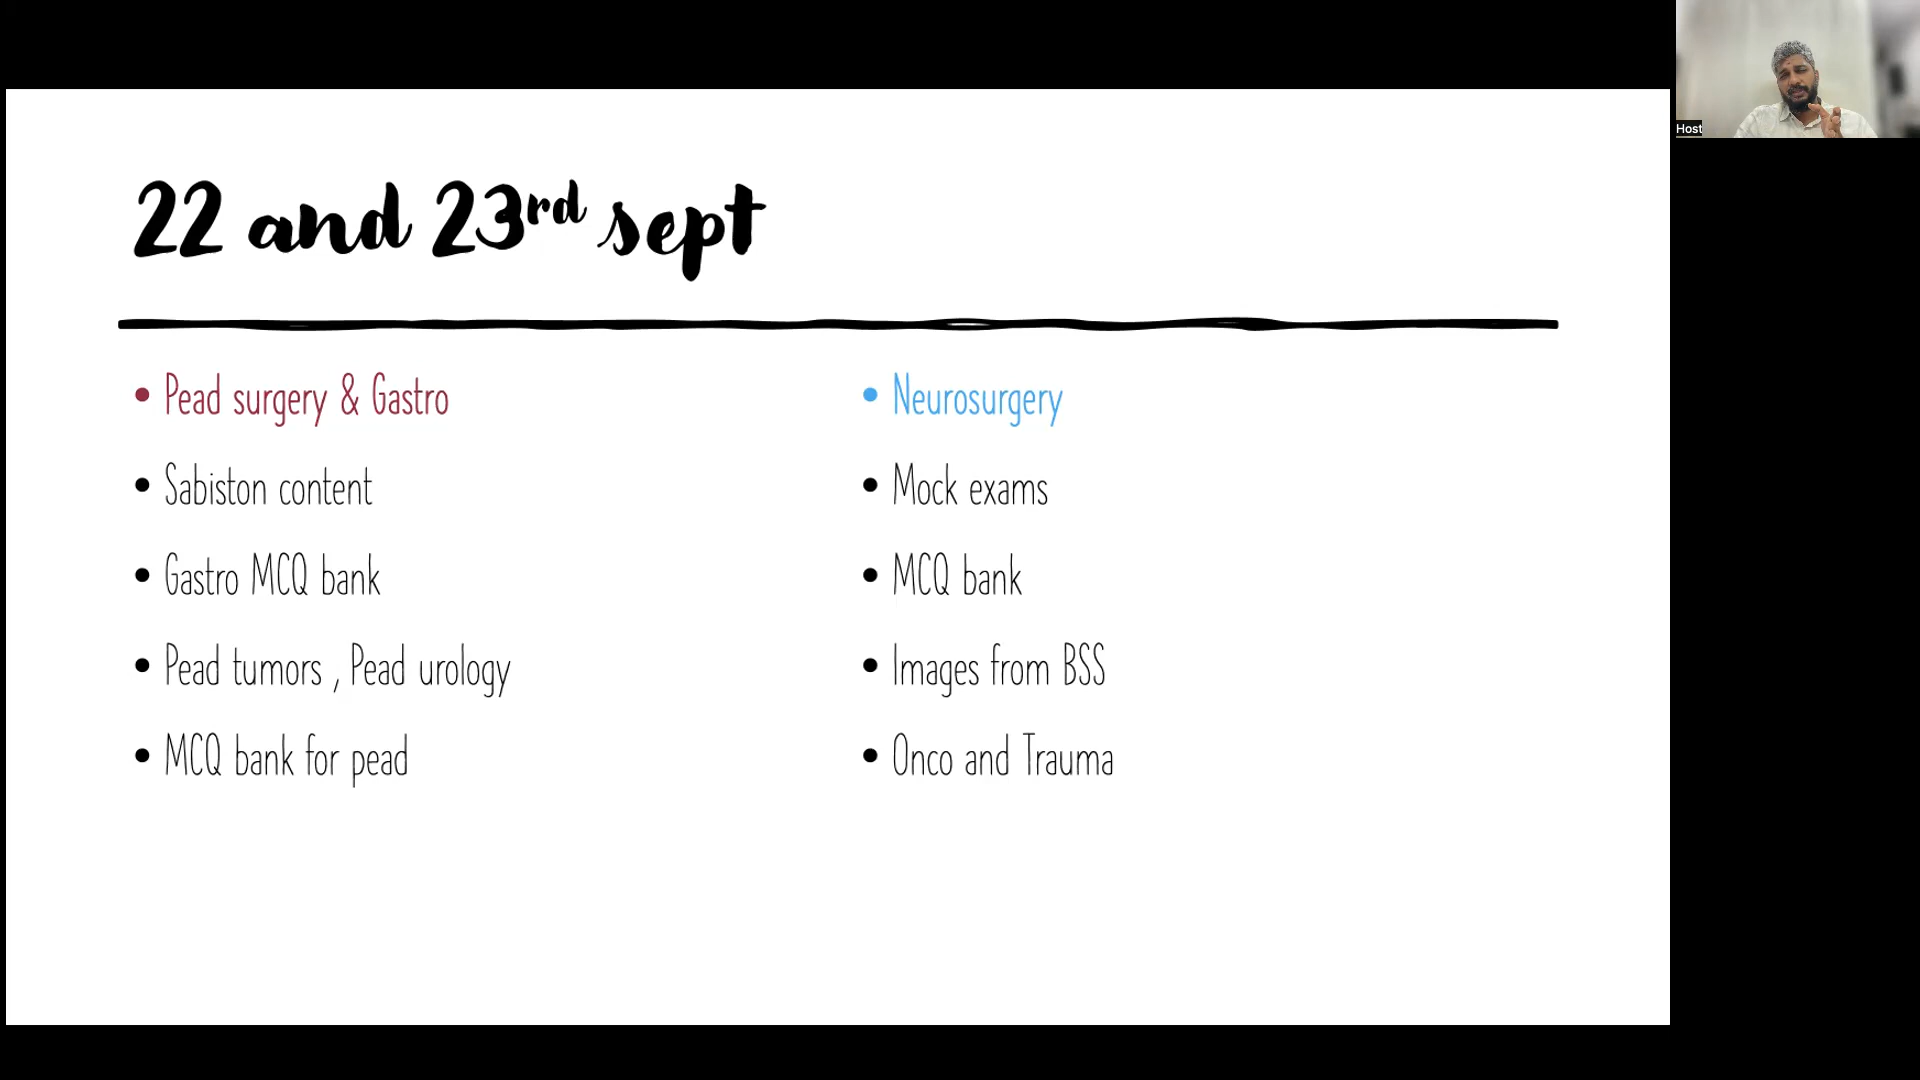 22 and 23rd sept
• Pead surgery & Gastro
• Sabiston content
• Gastro MCQ bank
• Pead tumors , Pead urology
• MCQ bank for pead
• Neurosurgery
• Mock exams
• MCQ bank
• Images from BSS
• Onco and Trauma
Host